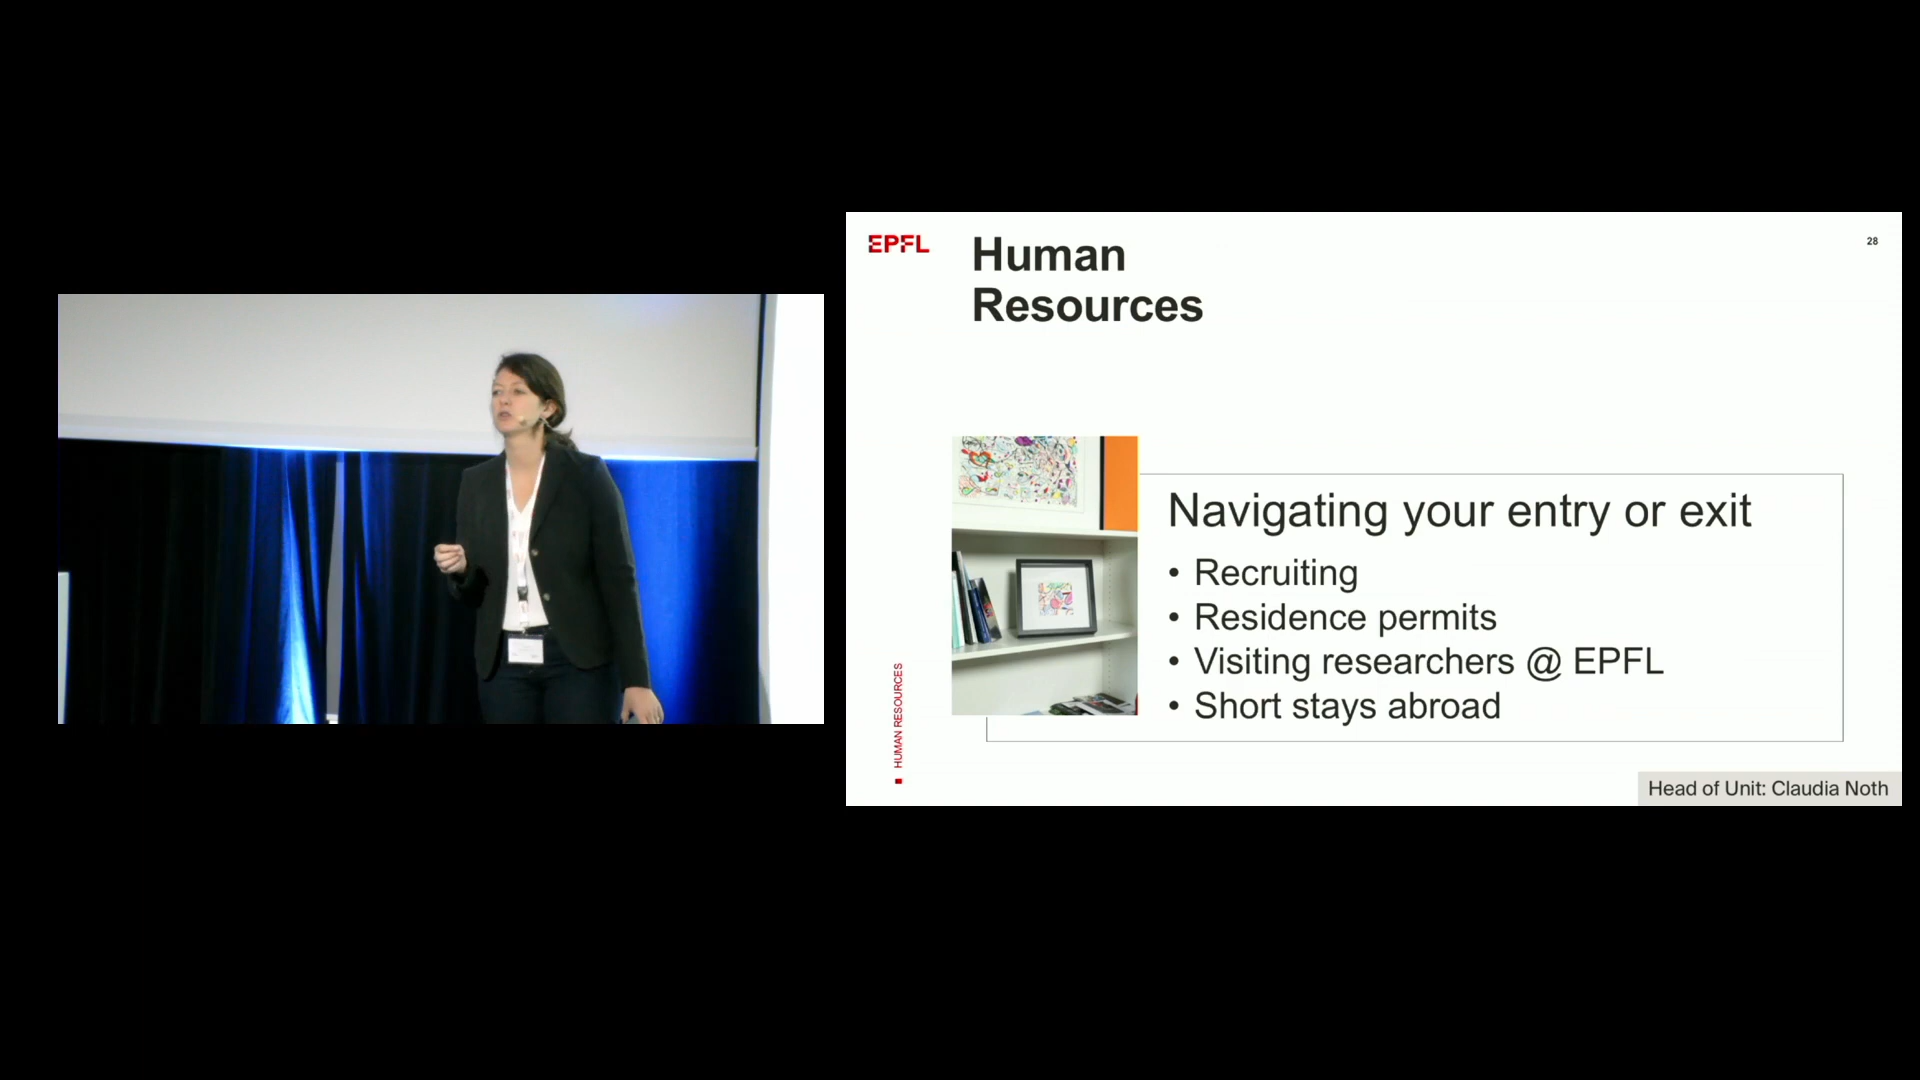 EPFL
Human
Resources
28
Navigating your entry or exit
• Recruiting
• Residence permits
• Visiting researchers @ EPFL
• Short stays abroad
HUMAN RESOURCES
Head of Unit: Claudia Noth